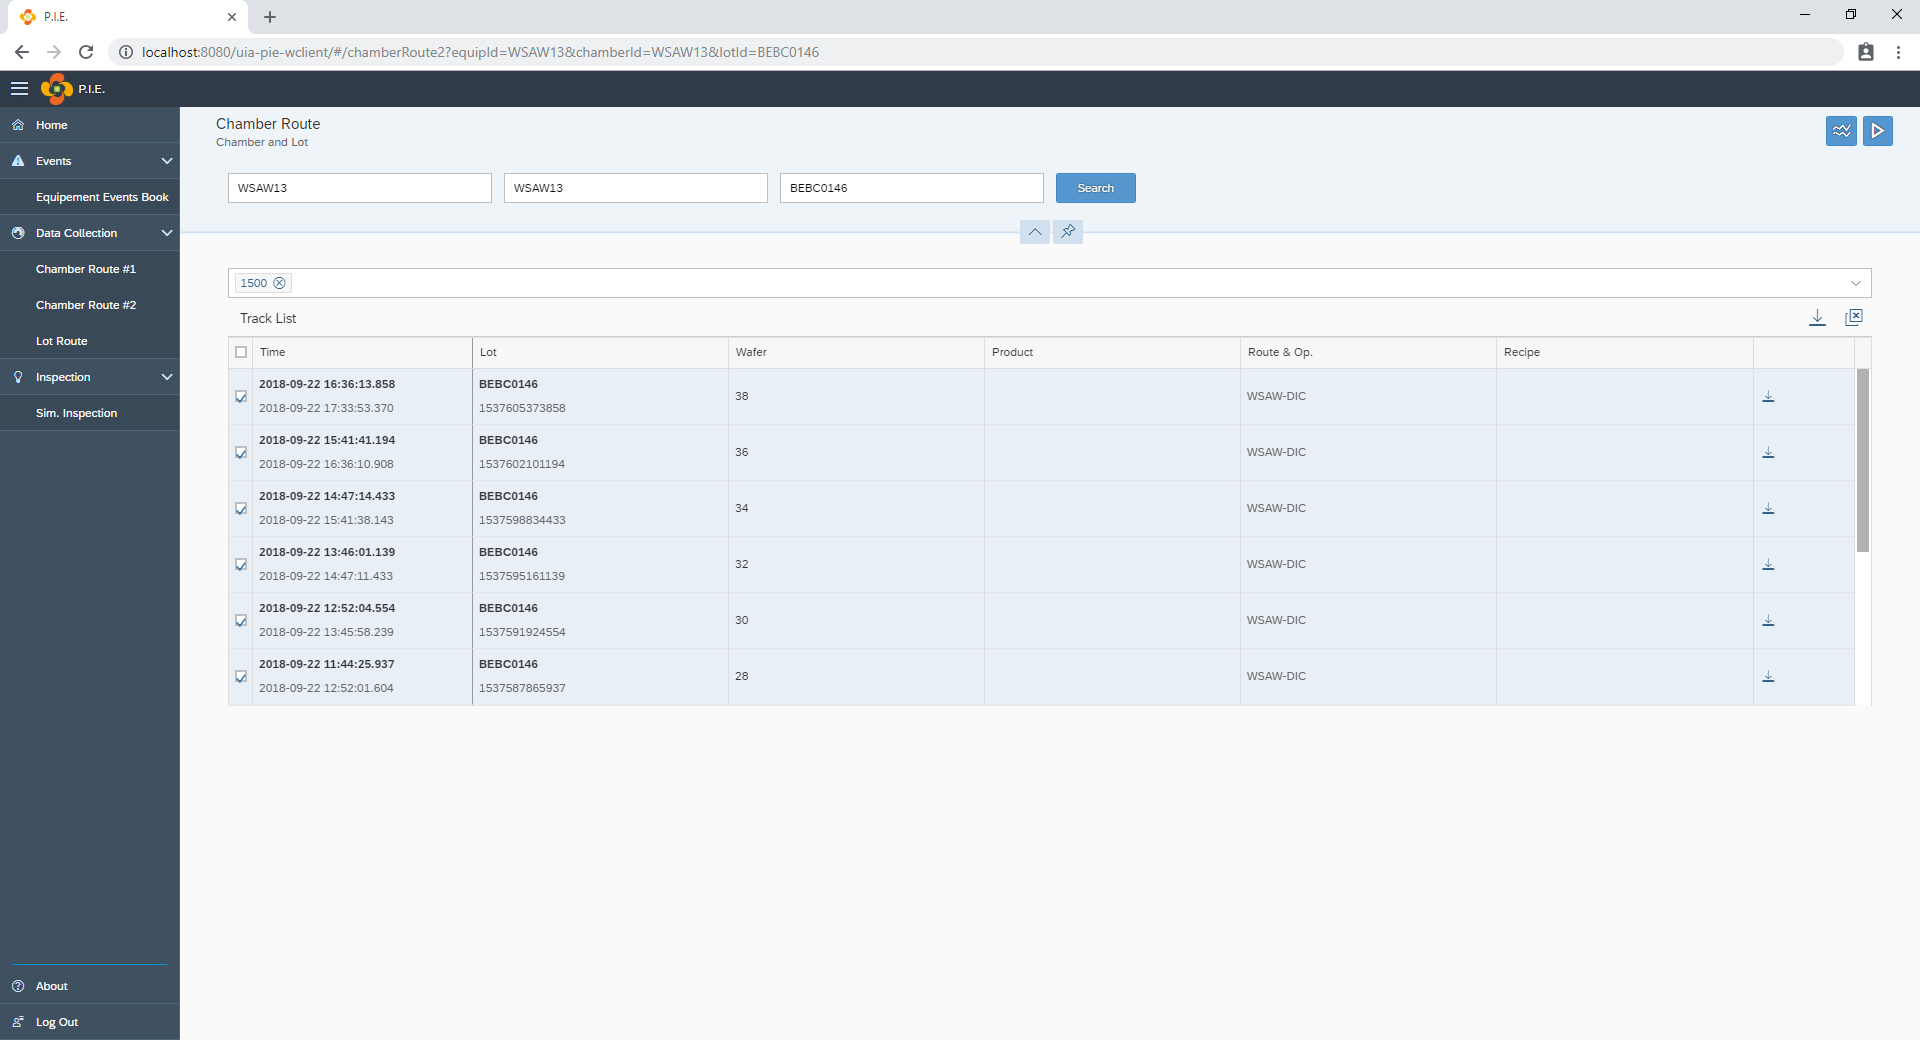 P.I.E.
localhost:8080/uia-pie-wclient/#/chamberRoute2?equipId=WSAW13&chamberId=WSAW13&lotId=BEBC0146
P.I.E.
Home
Events
Equipement Events Book
Data Collection
Chamber Route #1
Chamber Route #2
Lot Route
Inspection
Sim. Inspection
About
Log Out
Chamber Route
Chamber and Lot
WSAW13 WSAW13 BEBC0146 Search
1500
Track List
Time Lot Wafer Product Route & Op. Recipe
2018-09-22 16:36:13.858 BEBC0146
38 WSAW-DIC
2018-09-22 17:33:53.370 1537605373858
2018-09-22 15:41:41.194 BEBC0146
36 WSAW-DIC
2018-09-22 16:36:10.908 1537602101194
2018-09-22 14:47:14.433 BEBC0146
34 WSAW-DIC
2018-09-22 15:41:38.143 1537598834433
2018-09-22 13:46:01.139 BEBC0146
32 WSAW-DIC
2018-09-22 14:47:11.433 1537595161139
2018-09-22 12:52:04.554 BEBC0146
30 WSAW-DIC
2018-09-22 13:45:58.239 1537591924554
2018-09-22 11:44:25.937 BEBC0146
28 WSAW-DIC
2018-09-22 12:52:01.604 1537587865937